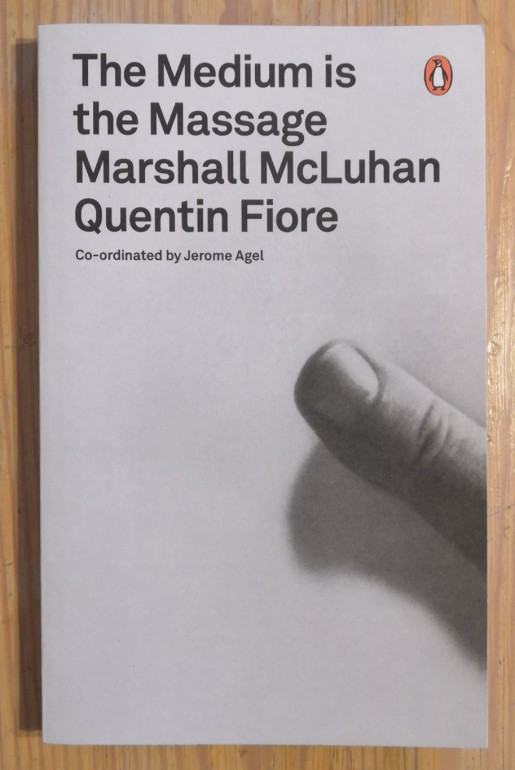 The Medium is
the Massage
Marshall McLuhan
Quentin Fiore
Co-ordinated by Jerome Agel